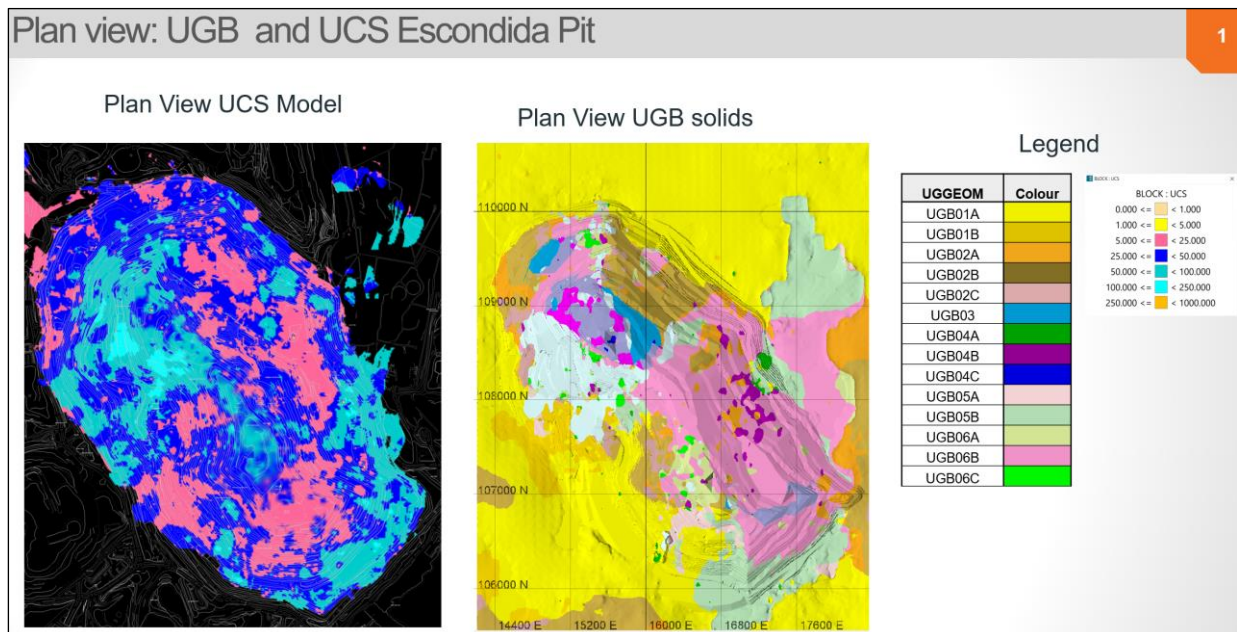 Plan view: UGB and UCS Escondida Pit
1
Plan View UCS Model
Plan View UGB solids
Legend
110000 N
109000 N
108000 N
107000 N
106000 N
14400 E 15200 E 16000 E 16800 E 17600 E
UGGEOM Colour
UGB01A
UGB01B
UGB02A
UGB02B
UGB02C
UGB03
UGB04A
UGB04B
UGB04C
UGB05A
UGB05B
UGB06A
UGB06B
UGB06C
BLOCK : UCS
BLOCK : UCS
0.000 <= < 1.000
1.000 <= < 5.000
5.000 <= < 25.000
25.000 <= < 50.000
50.000 <= < 100.000
100.000 <= < 250.000
250.000 <= < 1000.000